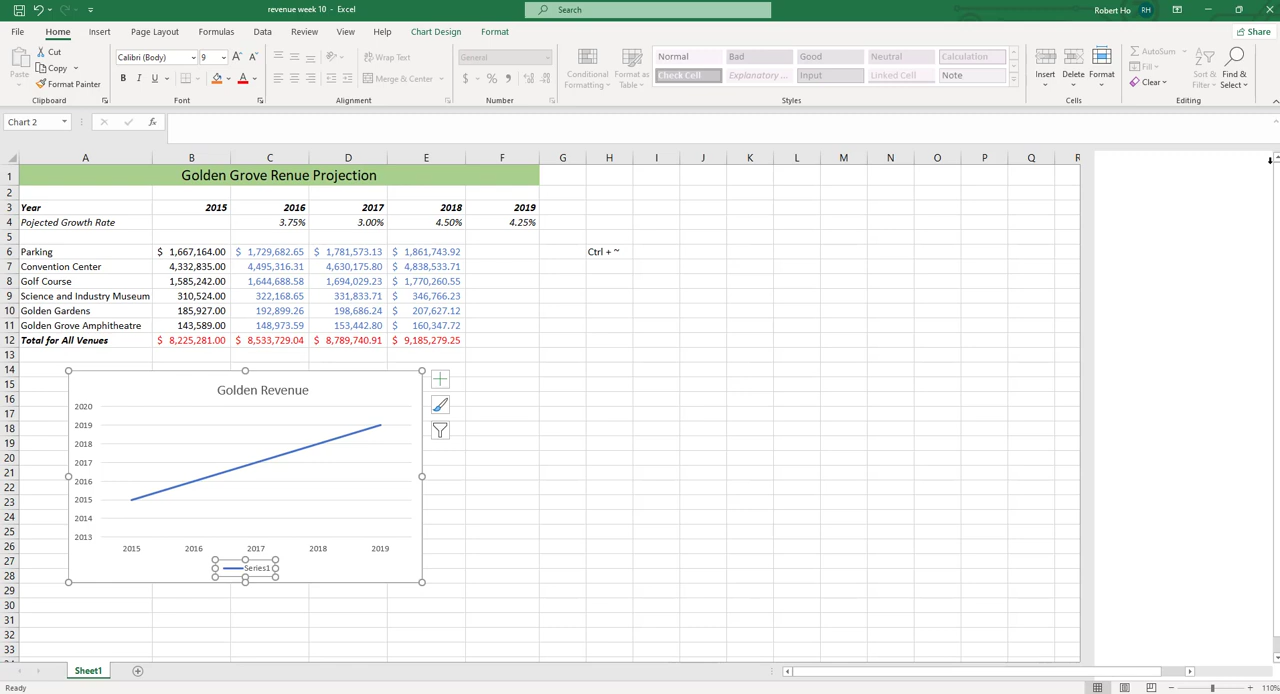 revenue week 10 - Excel
Search
Robert Ho RH
File Home Insert Page Layout Formulas Data Review View Help Chart Design Format Share
Paste Cut Copy Format Painter Clipboard
Calibri (Body) 9 A A B I U A Font
Wrap Text Merge & Center Alignment
General $ % Number
Conditional Formatting Format as Table
Normal Bad Good Neutral Calculation
Check Cell Explanatory ... Input Linked Cell Note
Styles
Insert Delete Format Cells
AutoSum Fill Clear Sort & Filter Find & Select Editing
Chart 2 fx
A B C D E F G H I J K L M N O P Q R
1 Golden Grove Renue Projection
2
3 Year 2015 2016 2017 2018 2019
4 Pojected Growth Rate 3.75% 3.00% 4.50% 4.25%
5
6 Parking $ 1,667,164.00 $ 1,729,682.65 $ 1,781,573.13 $ 1,861,743.92 Ctrl + ~
7 Convention Center 4,332,835.00 4,495,316.31 4,630,175.80 $ 4,838,533.71
8 Golf Course 1,585,242.00 1,644,688.58 1,694,029.23 $ 1,770,260.55
9 Science and Industry Museum 310,524.00 322,168.65 331,833.71 $ 346,766.23
10 Golden Gardens 185,927.00 192,899.26 198,686.24 $ 207,627.12
11 Golden Grove Amphitheatre 143,589.00 148,973.59 153,442.80 $ 160,347.72
12 Total for All Venues $ 8,225,281.00 $ 8,533,729.04 $ 8,789,740.91 $ 9,185,279.25
13
14
15
16
17
18
19
20
21
22
23
24
25
26
27
28
29
30
31
32
33
Golden Revenue
2020
2019
2018
2017
2016
2015
2014
2013
2015 2016 2017 2018 2019
Series1
Sheet1
Ready
110%